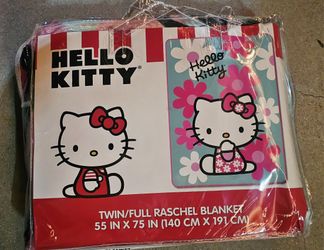 HELLO
KITTY®
Hello
Kitty
TWIN/FULL RASCHEL BLANKET
55 IN X 75 IN (140 CM X 191 CM)